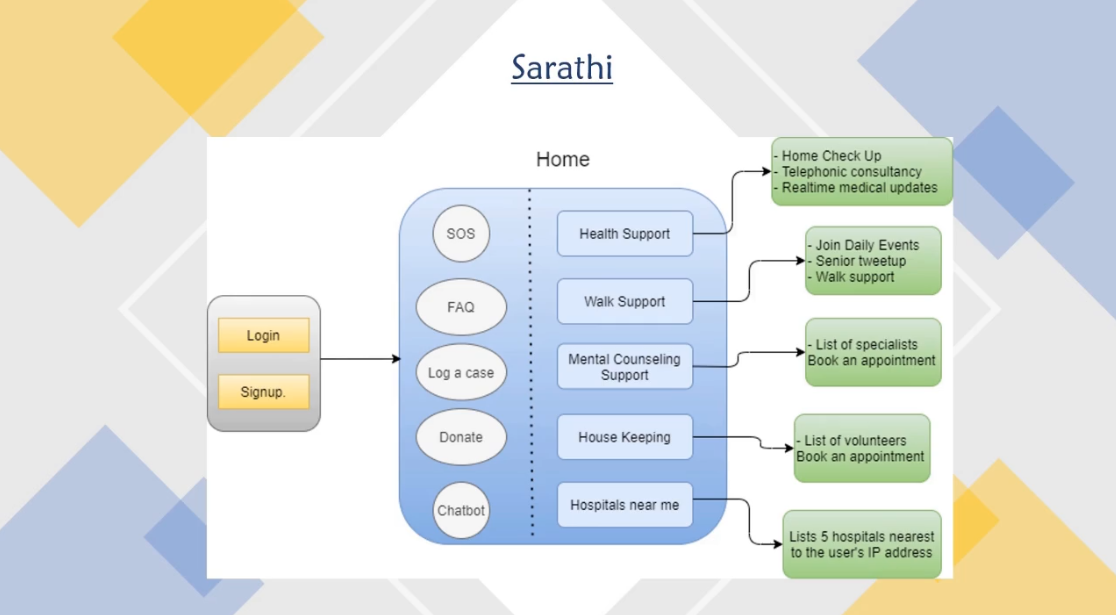 Sarathi
Home
Login
Signup.
SOS
FAQ
Log a case
Donate
Chatbot
Health Support
Walk Support
Mental Counseling
Support
House Keeping
Hospitals near me
- Home Check Up
- Telephonic consultancy
- Realtime medical updates
- Join Daily Events
- Senior tweetup
- Walk support
- List of specialists
Book an appointment
- List of volunteers
Book an appointment
Lists 5 hospitals nearest
to the user's IP address